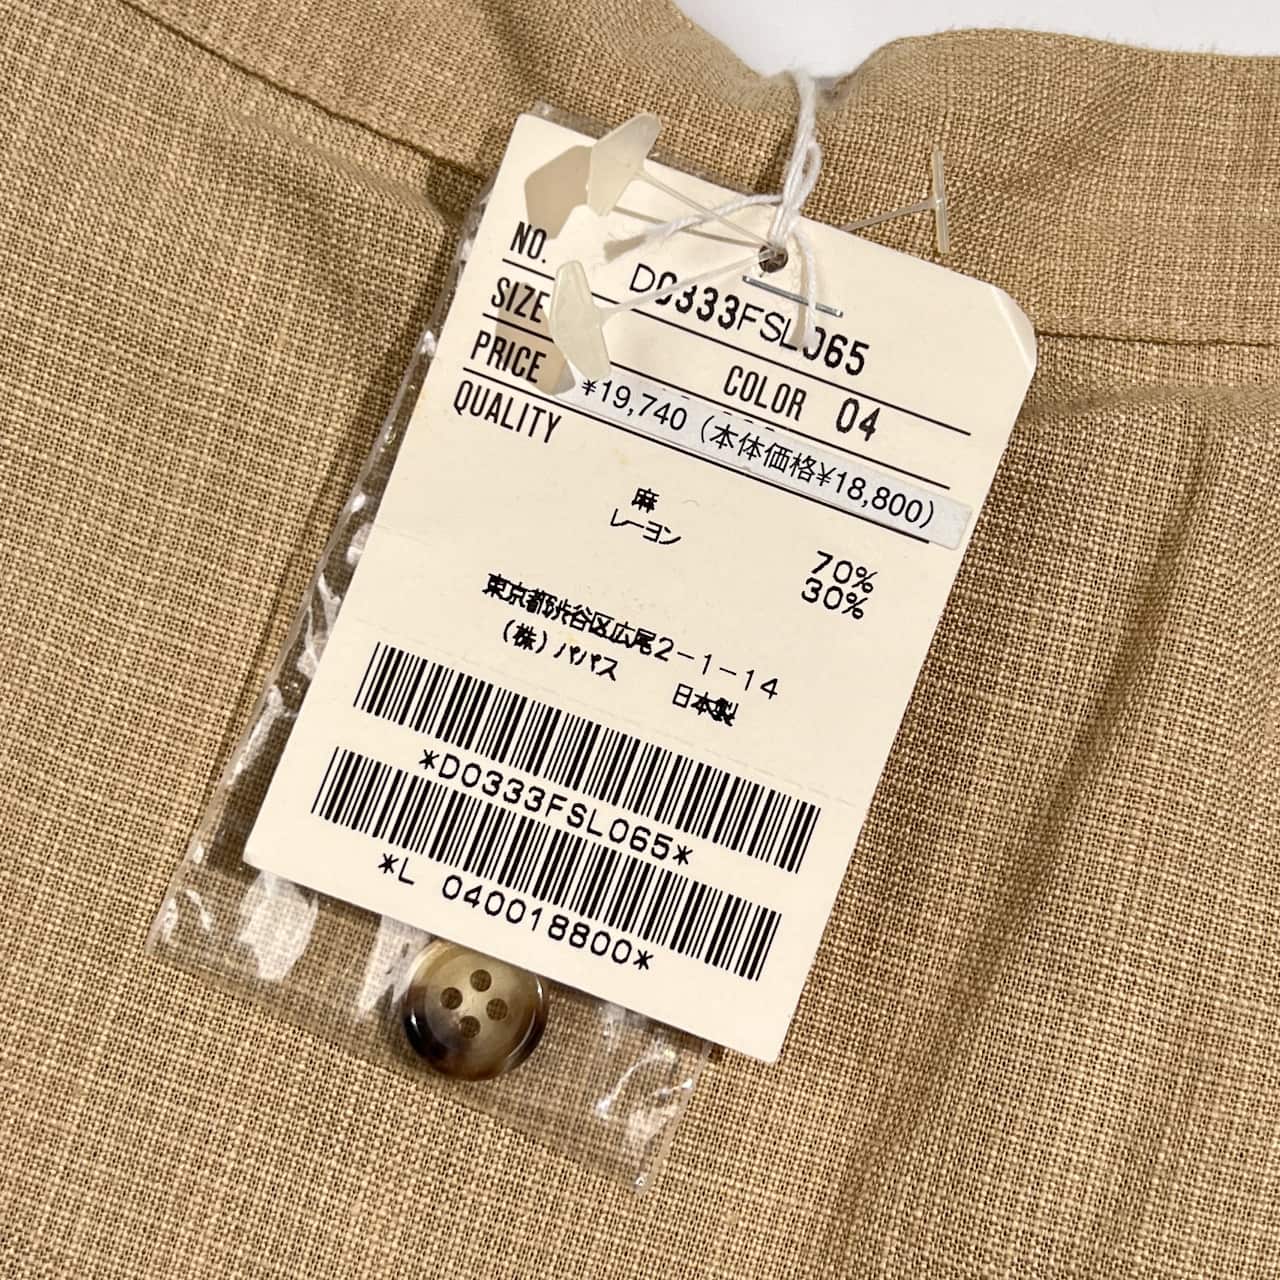 NO. D0333FSL065
SIZE COLOR 04
PRICE ¥19,740（本体価格¥18,800）
QUALITY
麻 70%
レーヨン 30%
東京都渋谷区広尾2-1-14
(株)パパス 日本製
*D0333FSL065*
*L 040018800*